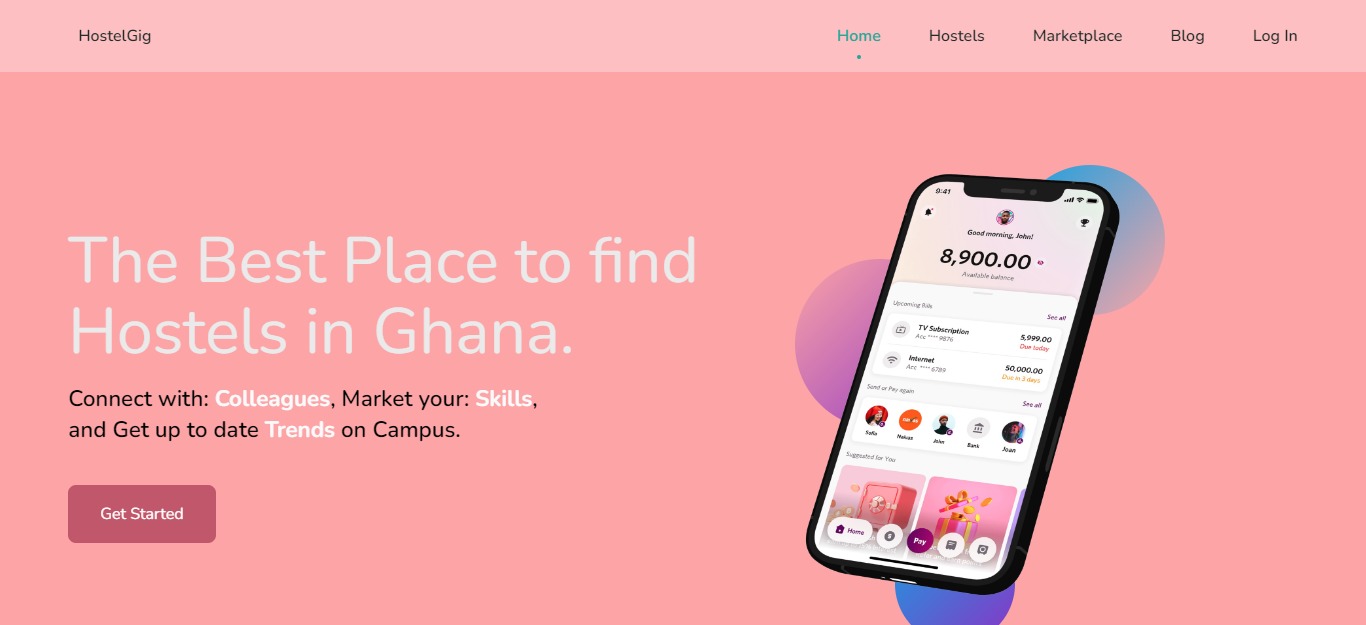 HostelGig
Home Hostels Marketplace Blog Log In
The Best Place to find
Hostels in Ghana.
Connect with: Colleagues, Market your: Skills,
and Get up to date Trends on Campus.
Get Started
9:41
Good morning, John!
8,900.00
Available balance
Upcoming Bills See all
TV Subscription 5,999.00
Acc **** 9876 Due today
Internet 50,000.00
Acc **** 6789 Due in 3 days
Send or Pay again See all
Sofia Naivas John Bank Joan
Suggested for You
Home Pay